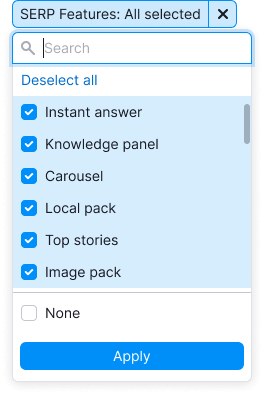 SERP Features: All selected
Search
Deselect all
Instant answer
Knowledge panel
Carousel
Local pack
Top stories
Image pack
None
Apply